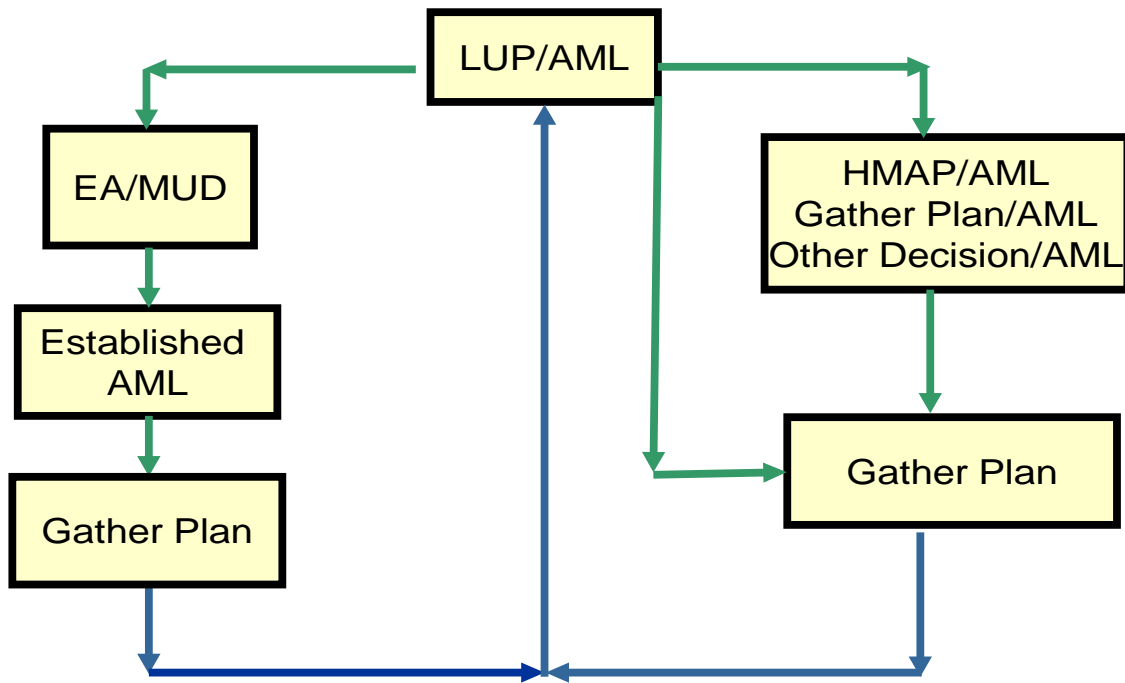 LUP/AML
EA/MUD
HMAP/AML
Gather Plan/AML
Other Decision/AML
Established
AML
Gather Plan
Gather Plan